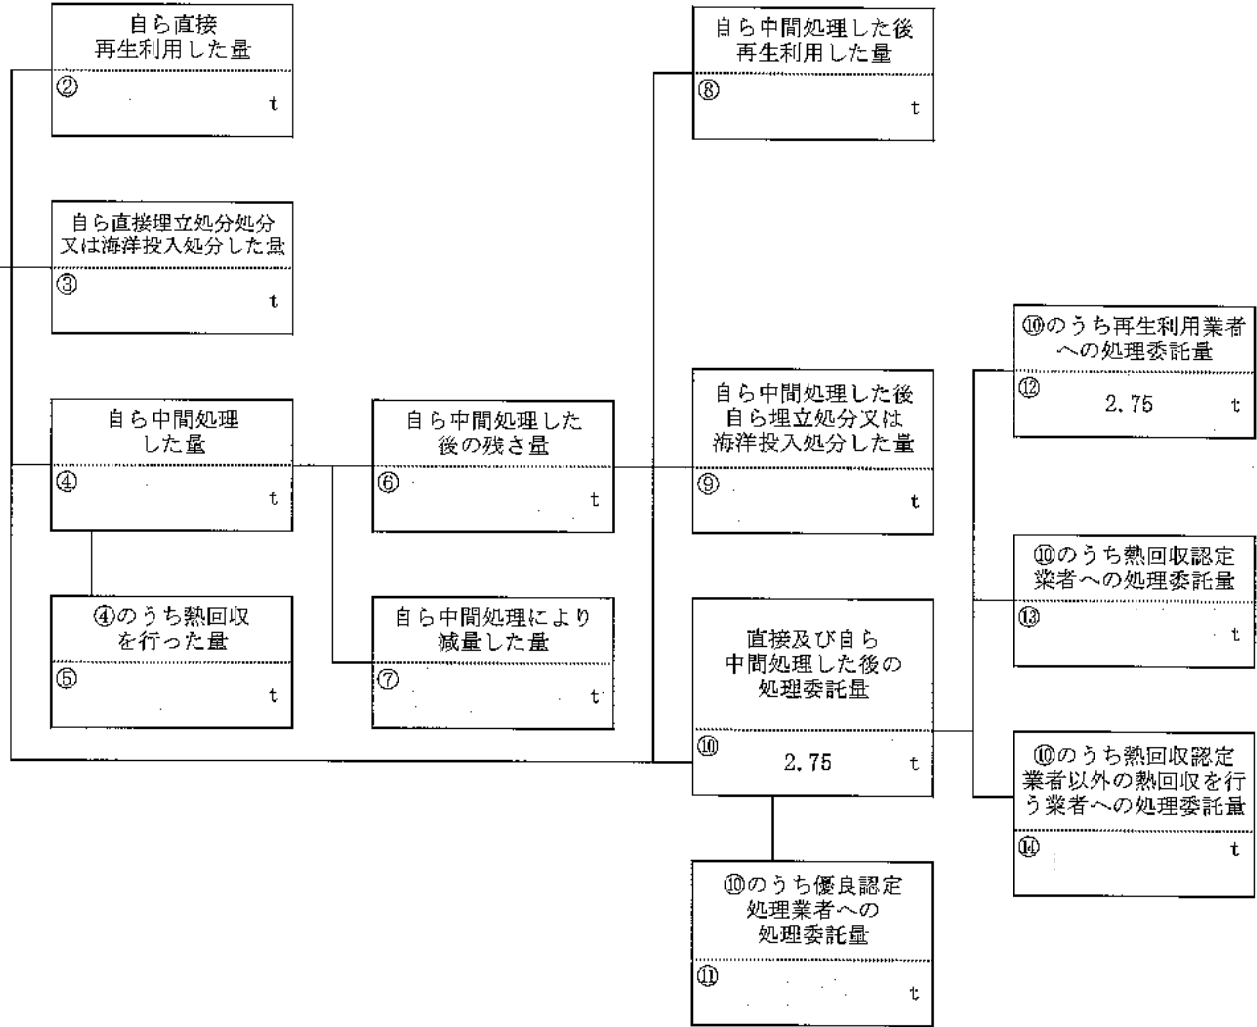 自ら直接
再生利用した量
② t
自ら中間処理した後
再生利用した量
⑧ t
自ら直接埋立処分処分
又は海洋投入処分した量
③ t
⑩のうち再生利用業者
への処理委託量
⑫ 2.75 t
自ら中間処理
した量
④ t
自ら中間処理した
後の残さ量
⑥ t
自ら中間処理した後
自ら埋立処分又は
海洋投入処分した量
⑨ t
⑩のうち熱回収認定
業者への処理委託量
⑬ t
④のうち熱回収
を行った量
⑤ t
自ら中間処理により
減量した量
⑦ t
直接及び自ら
中間処理した後の
処理委託量
⑩ 2.75 t
⑩のうち熱回収認定
業者以外の熱回収を行
う業者への処理委託量
⑭ t
⑩のうち優良認定
処理業者への
処理委託量
⑪ t